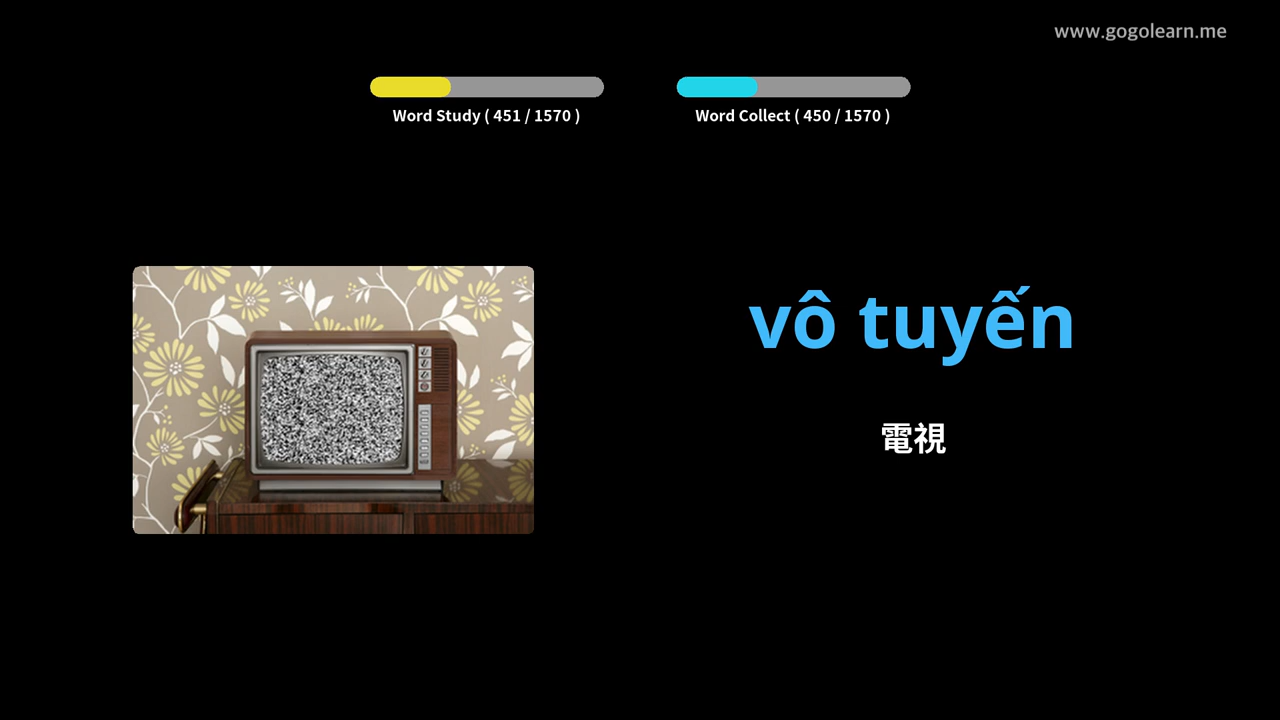 www.gogolearn.me
Word Study ( 451 / 1570 )
Word Collect ( 450 / 1570 )
vô tuyến
電視